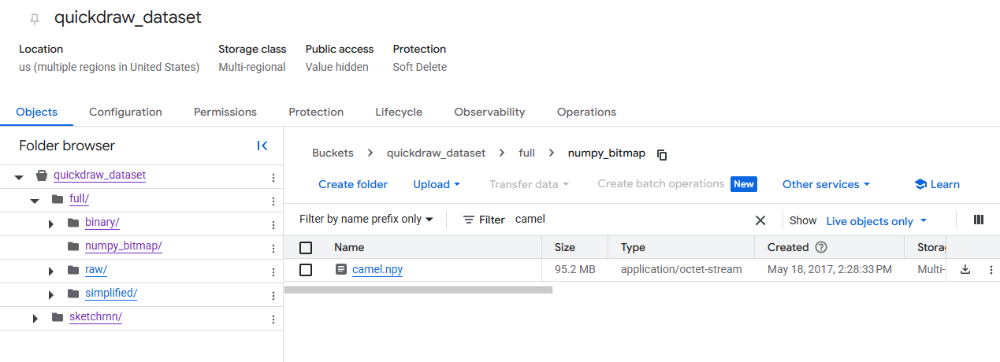 quickdraw_dataset
Location Storage class Public access Protection
us (multiple regions in United States) Multi-regional Value hidden Soft Delete
Objects Configuration Permissions Protection Lifecycle Observability Operations
Folder browser
quickdraw_dataset
full/
binary/
numpy_bitmap/
raw/
simplified/
sketchrnn/
Buckets > quickdraw_dataset > full > numpy_bitmap
Create folder Upload Transfer data Create batch operations New Other services Learn
Filter by name prefix only Filter camel Show Live objects only
Name Size Type Created Storag
camel.npy 95.2 MB application/octet-stream May 18, 2017, 2:28:33 PM Multi-